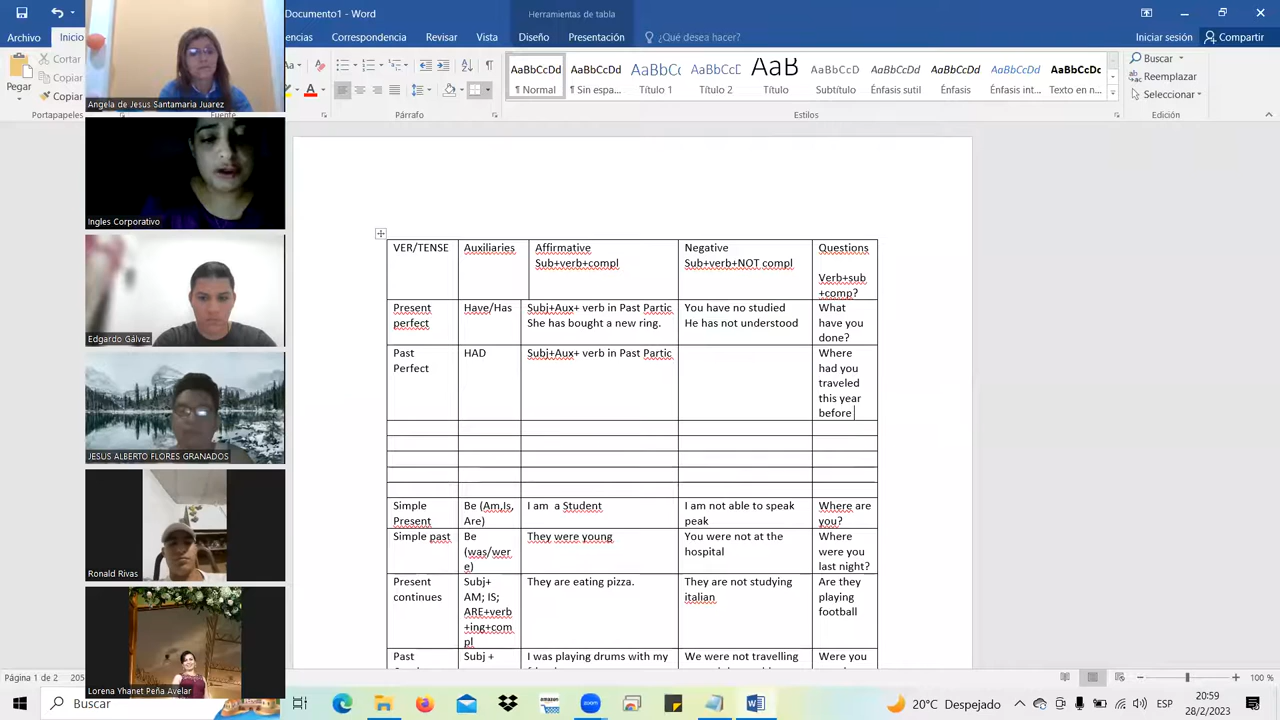 Documento1 - Word
Herramientas de tabla
Archivo
In
encias
Correspondencia
Revisar
Vista
Diseño
Presentación
¿Qué desea hacer?
Iniciar sesión
Compartir
Pegar
Cortar
Copiar
AaBbCcDd
AaBbCcDd
AaBbCc
AaBbCcD
AaB
AaBbCcD
AaBbCcDd
AaBbCcDd
AaBbCcDd
AaBbCcDc
¶ Normal
¶ Sin espa...
Título 1
Título 2
Título
Subtítulo
Énfasis sutil
Énfasis
Énfasis int...
Texto en n...
Buscar
Reemplazar
Seleccionar
Portapapeles
Fuente
Párrafo
Estilos
Edición
Angela de Jesus Santamaria Juarez
Ingles Corporativo
Edgardo Gálvez
JESUS ALBERTO FLORES GRANADOS
Ronald Rivas
Lorena Yhanet Peña Avelar
VER/TENSE
Auxiliaries
Affirmative
Sub+verb+compl
Negative
Sub+verb+NOT compl
Questions
Verb+sub
+comp?
Present
perfect
Have/Has
Subj+Aux+ verb in Past Partic
She has bought a new ring.
You have no studied
He has not understood
What
have you
done?
Past
Perfect
HAD
Subj+Aux+ verb in Past Partic
Where
had you
traveled
this year
before
Simple
Present
Be (Am,Is,
Are)
I am  a Student
I am not able to speak
peak
Where are
you?
Simple past
Be
(was/wer
e)
They were young
You were not at the
hospital
Where
were you
last night?
Present
continues
Subj+
AM; IS;
ARE+verb
+ing+com
pl
They are eating pizza.
They are not studying
italian
Are they
playing
football
Past
Subj +
I was playing drums with my
We were not travelling
Were you
Página 1 de 2
205
100 %
Buscar
20°C Despejado
ESP
20:59
28/2/2023